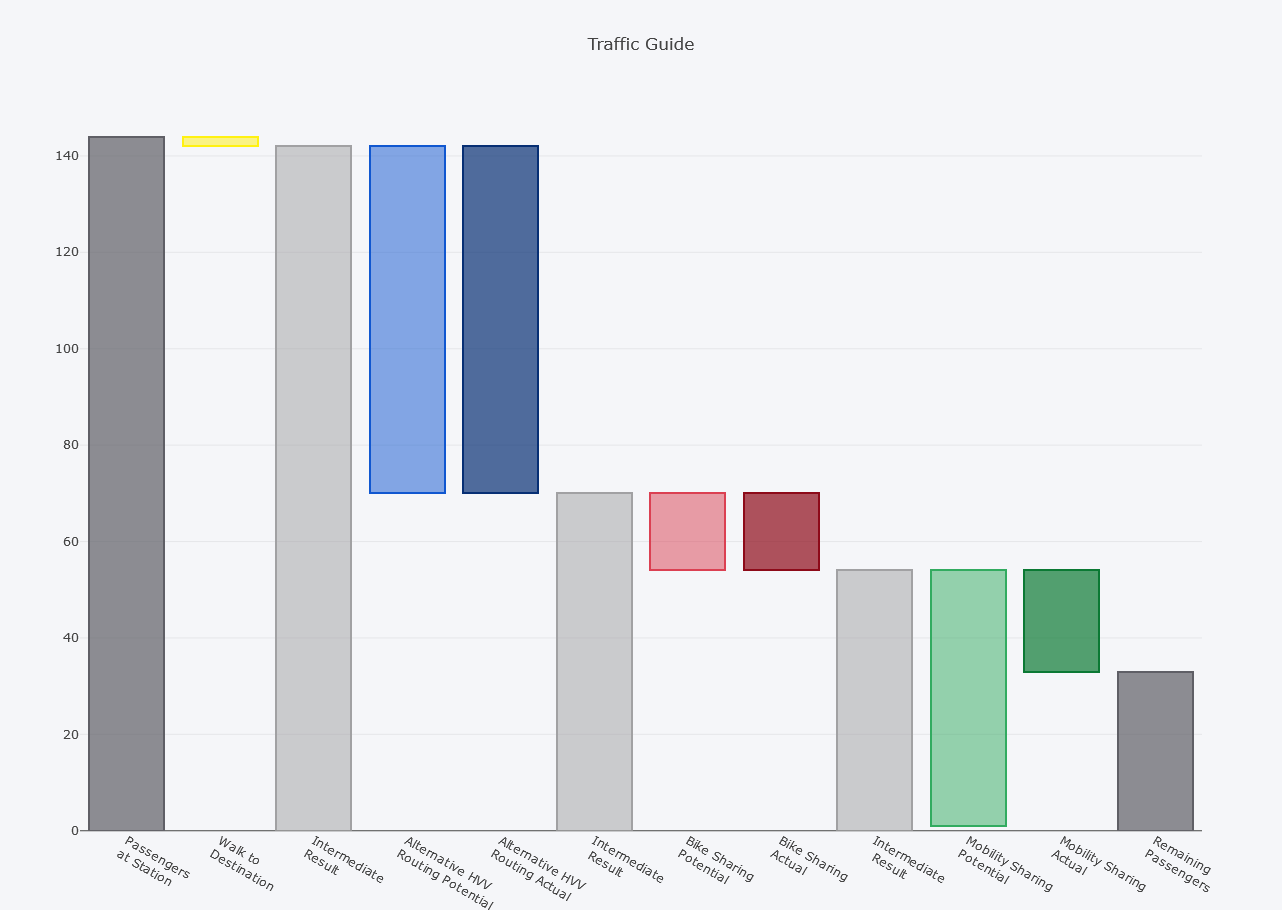 Traffic Guide
140
120
100
80
60
40
20
0
Passengers
at Station
Walk to
Destination
Intermediate
Result
Alternative HVV
Routing Potential
Alternative HVV
Routing Actual
Intermediate
Result
Bike Sharing
Potential
Bike Sharing
Actual
Intermediate
Result
Mobility Sharing
Potential
Mobility Sharing
Actual
Remaining
Passengers